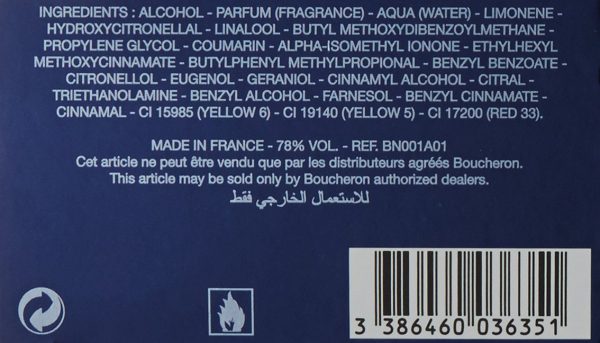 INGREDIENTS : ALCOHOL - PARFUM (FRAGRANCE) - AQUA (WATER) - LIMONENE -
HYDROXYCITRONELLAL - LINALOOL - BUTYL METHOXYDIBENZOYLMETHANE -
PROPYLENE GLYCOL - COUMARIN - ALPHA-ISOMETHYL IONONE - ETHYLHEXYL
METHOXYCINNAMATE - BUTYLPHENYL METHYLPROPIONAL - BENZYL BENZOATE -
CITRONELLOL - EUGENOL - GERANIOL - CINNAMYL ALCOHOL - CITRAL -
TRIETHANOLAMINE - BENZYL ALCOHOL - FARNESOL - BENZYL CINNAMATE -
CINNAMAL - CI 15985 (YELLOW 6) - CI 19140 (YELLOW 5) - CI 17200 (RED 33).
MADE IN FRANCE - 78% VOL. - REF. BN001A01
Cet article ne peut être vendu que par les distributeurs agréés Boucheron.
This article may be sold only by Boucheron authorized dealers.
للاستعمال الخارجي فقط
3 386460 036351